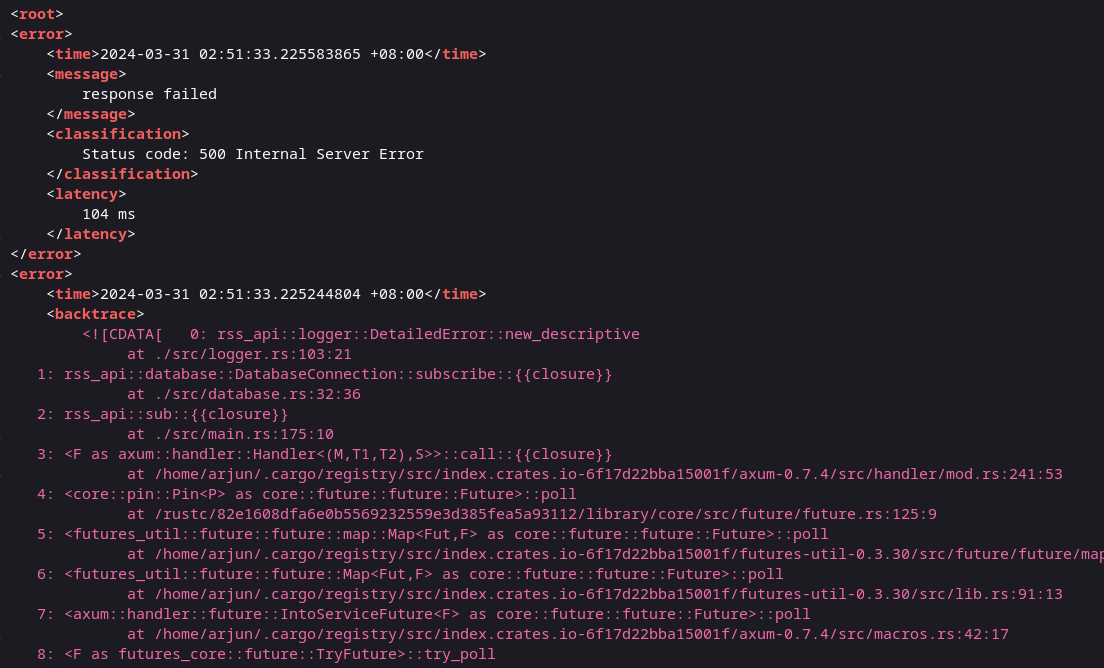 <root>
<error>
    <time>2024-03-31 02:51:33.225583865 +08:00</time>
    <message>
        response failed
    </message>
    <classification>
        Status code: 500 Internal Server Error
    </classification>
    <latency>
        104 ms
    </latency>
</error>
<error>
    <time>2024-03-31 02:51:33.225244804 +08:00</time>
    <backtrace>
        <![CDATA[   0: rss_api::logger::DetailedError::new_descriptive
             at ./src/logger.rs:103:21
   1: rss_api::database::DatabaseConnection::subscribe::{{closure}}
             at ./src/database.rs:32:36
   2: rss_api::sub::{{closure}}
             at ./src/main.rs:175:10
   3: <F as axum::handler::Handler<(M,T1,T2),S>>::call::{{closure}}
             at /home/arjun/.cargo/registry/src/index.crates.io-6f17d22bba15001f/axum-0.7.4/src/handler/mod.rs:241:53
   4: <core::pin::Pin<P> as core::future::future::Future>::poll
             at /rustc/82e1608dfa6e0b5569232559e3d385fea5a93112/library/core/src/future/future.rs:125:9
   5: <futures_util::future::future::map::Map<Fut,F> as core::future::future::Future>::poll
             at /home/arjun/.cargo/registry/src/index.crates.io-6f17d22bba15001f/futures-util-0.3.30/src/future/future/map
   6: <futures_util::future::future::Map<Fut,F> as core::future::future::Future>::poll
             at /home/arjun/.cargo/registry/src/index.crates.io-6f17d22bba15001f/futures-util-0.3.30/src/lib.rs:91:13
   7: <axum::handler::future::IntoServiceFuture<F> as core::future::future::Future>::poll
             at /home/arjun/.cargo/registry/src/index.crates.io-6f17d22bba15001f/axum-0.7.4/src/macros.rs:42:17
   8: <F as futures_core::future::TryFuture>::try_poll